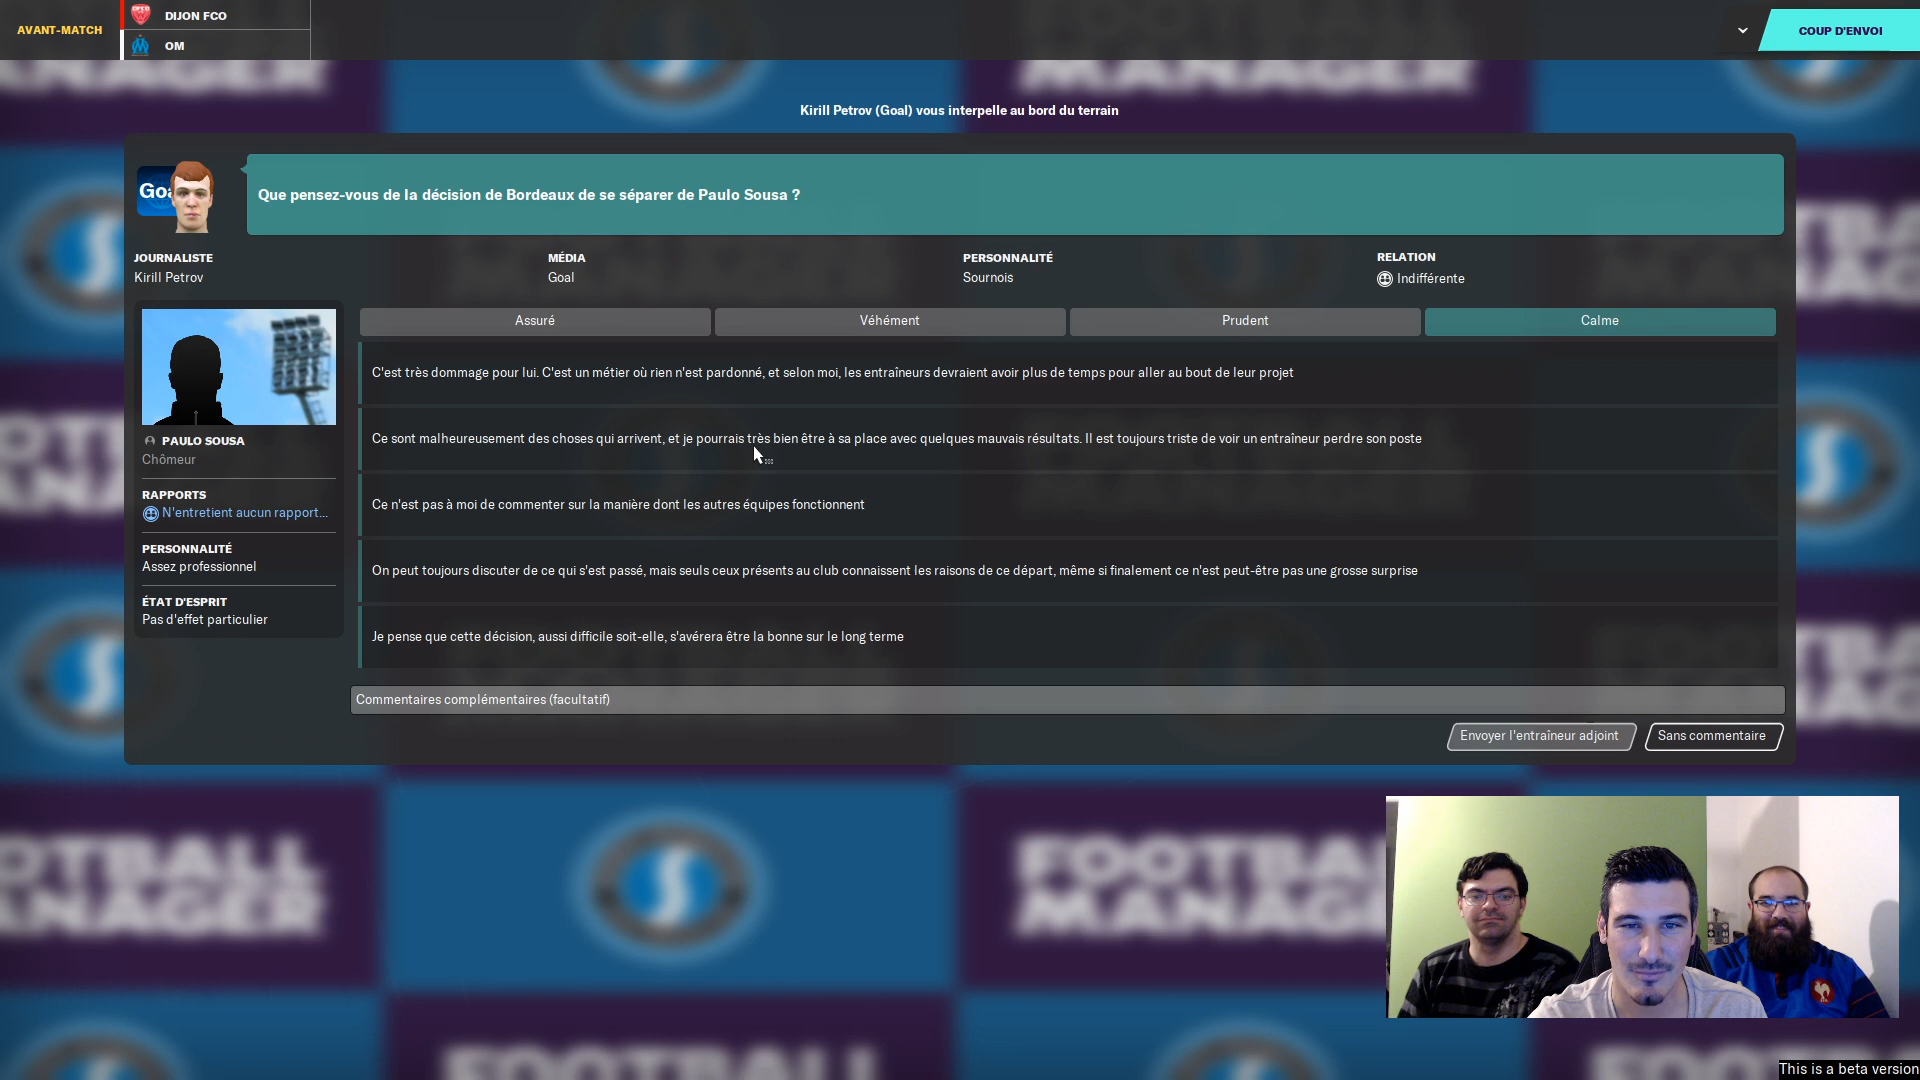 AVANT-MATCH
DIJON FCO
OM
COUP D'ENVOI
Kirill Petrov (Goal) vous interpelle au bord du terrain
Goa
Que pensez-vous de la décision de Bordeaux de se séparer de Paulo Sousa ?
JOURNALISTE
Kirill Petrov
MÉDIA
Goal
PERSONNALITÉ
Sournois
RELATION
Indifférente
Assuré
Véhément
Prudent
Calme
PAULO SOUSA
Chômeur
RAPPORTS
N'entretient aucun rapport...
PERSONNALITÉ
Assez professionnel
ÉTAT D'ESPRIT
Pas d'effet particulier
C'est très dommage pour lui. C'est un métier où rien n'est pardonné, et selon moi, les entraîneurs devraient avoir plus de temps pour aller au bout de leur projet
Ce sont malheureusement des choses qui arrivent, et je pourrais très bien être à sa place avec quelques mauvais résultats. Il est toujours triste de voir un entraîneur perdre son poste
Ce n'est pas à moi de commenter sur la manière dont les autres équipes fonctionnent
On peut toujours discuter de ce qui s'est passé, mais seuls ceux présents au club connaissent les raisons de ce départ, même si finalement ce n'est peut-être pas une grosse surprise
Je pense que cette décision, aussi difficile soit-elle, s'avérera être la bonne sur le long terme
Commentaires complémentaires (facultatif)
Envoyer l'entraîneur adjoint
Sans commentaire
FOOTBALL
MANAGER
This is a beta version